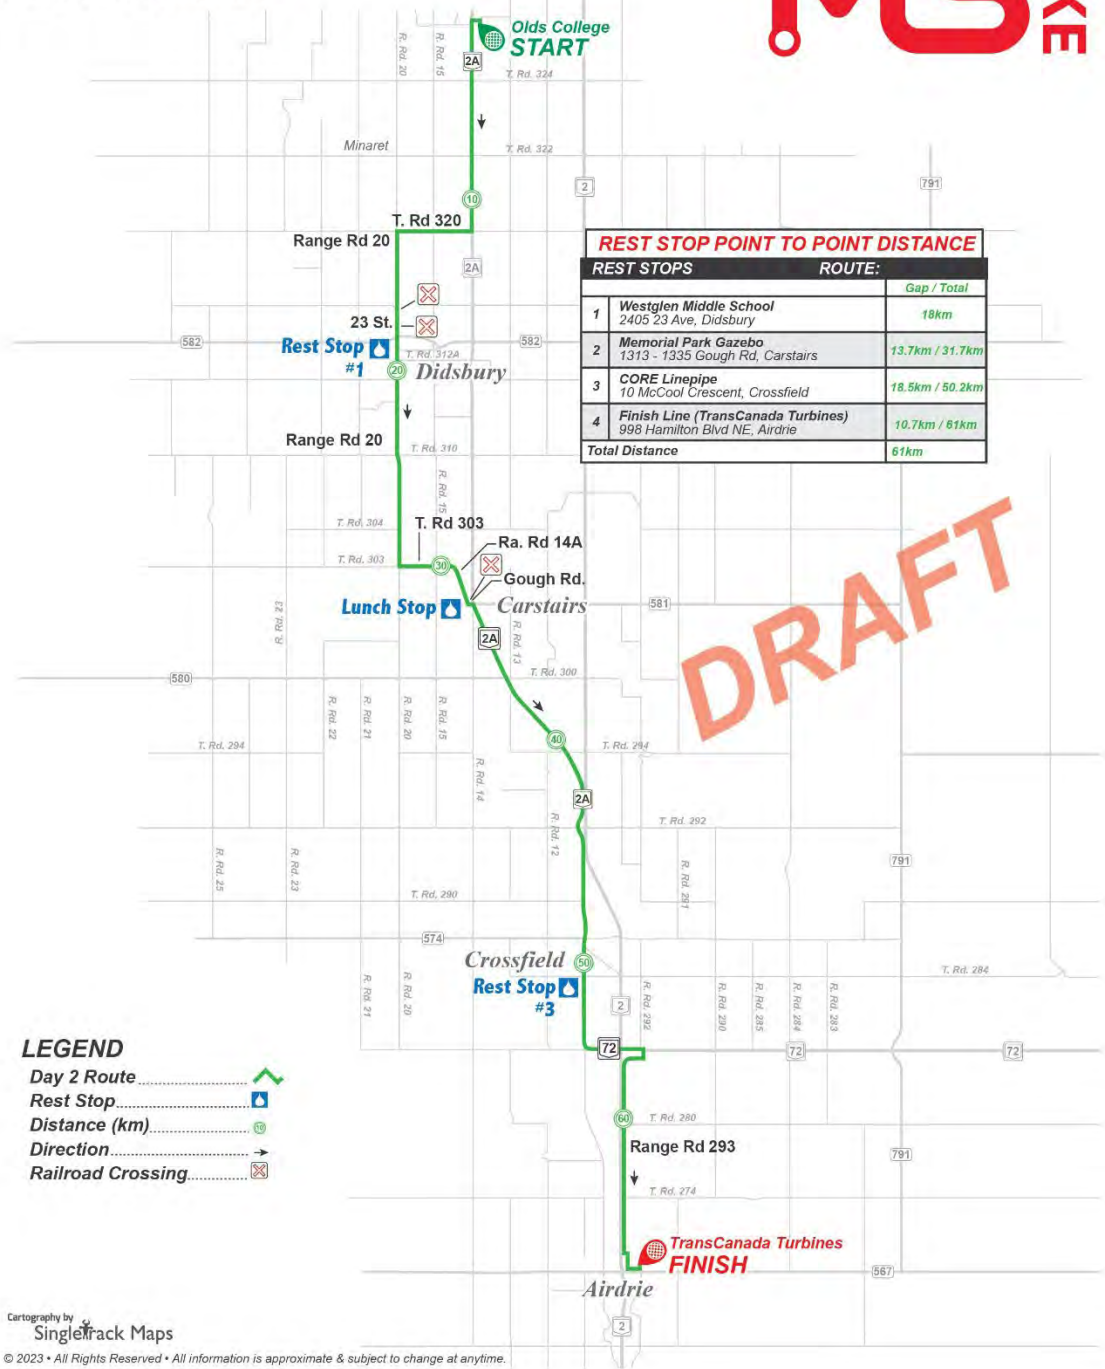 MS
KE
Olds College
START
R. Rd. 20
R. Rd. 15
2A
T. Rd. 324
Minaret
T. Rd. 322
2
791
10
T. Rd 320
Range Rd 20
2A
REST STOP POINT TO POINT DISTANCE
REST STOPS ROUTE:
Gap / Total
1 Westglen Middle School 18km
2405 23 Ave, Didsbury
2 Memorial Park Gazebo 13.7km / 31.7km
1313 - 1335 Gough Rd, Carstairs
3 CORE Linepipe 18.5km / 50.2km
10 McCool Crescent, Crossfield
4 Finish Line (TransCanada Turbines) 10.7km / 61km
998 Hamilton Blvd NE, Airdrie
Total Distance 61km
23 St.
582
582
Rest Stop
#1
T. Rd. 312A
20
Didsbury
Range Rd 20
T. Rd. 310
R. Rd. 15
T. Rd. 304
T. Rd 303
T. Rd. 303
30
Ra. Rd 14A
Gough Rd.
Lunch Stop
Carstairs
581
R. Rd. 23
2A
R. Rd. 13
T. Rd. 300
580
DRAFT
R. Rd. 22
R. Rd. 21
R. Rd. 20
R. Rd. 15
40
T. Rd. 294
T. Rd. 294
R. Rd. 14
2A
R. Rd. 12
T. Rd. 292
R. Rd. 25
R. Rd. 23
R. Rd. 291
791
T. Rd. 290
574
Crossfield
50
T. Rd. 284
Rest Stop
#3
R. Rd. 21
R. Rd. 20
2
R. Rd. 292
R. Rd. 290
R. Rd. 285
R. Rd. 284
R. Rd. 283
72
72
72
LEGEND
Day 2 Route
Rest Stop
Distance (km) 10
Direction
Railroad Crossing
60
T. Rd. 280
Range Rd 293
791
T. Rd. 274
TransCanada Turbines
FINISH
567
Airdrie
2
Cartography by
Singletrack Maps
© 2023 • All Rights Reserved • All information is approximate & subject to change at anytime.